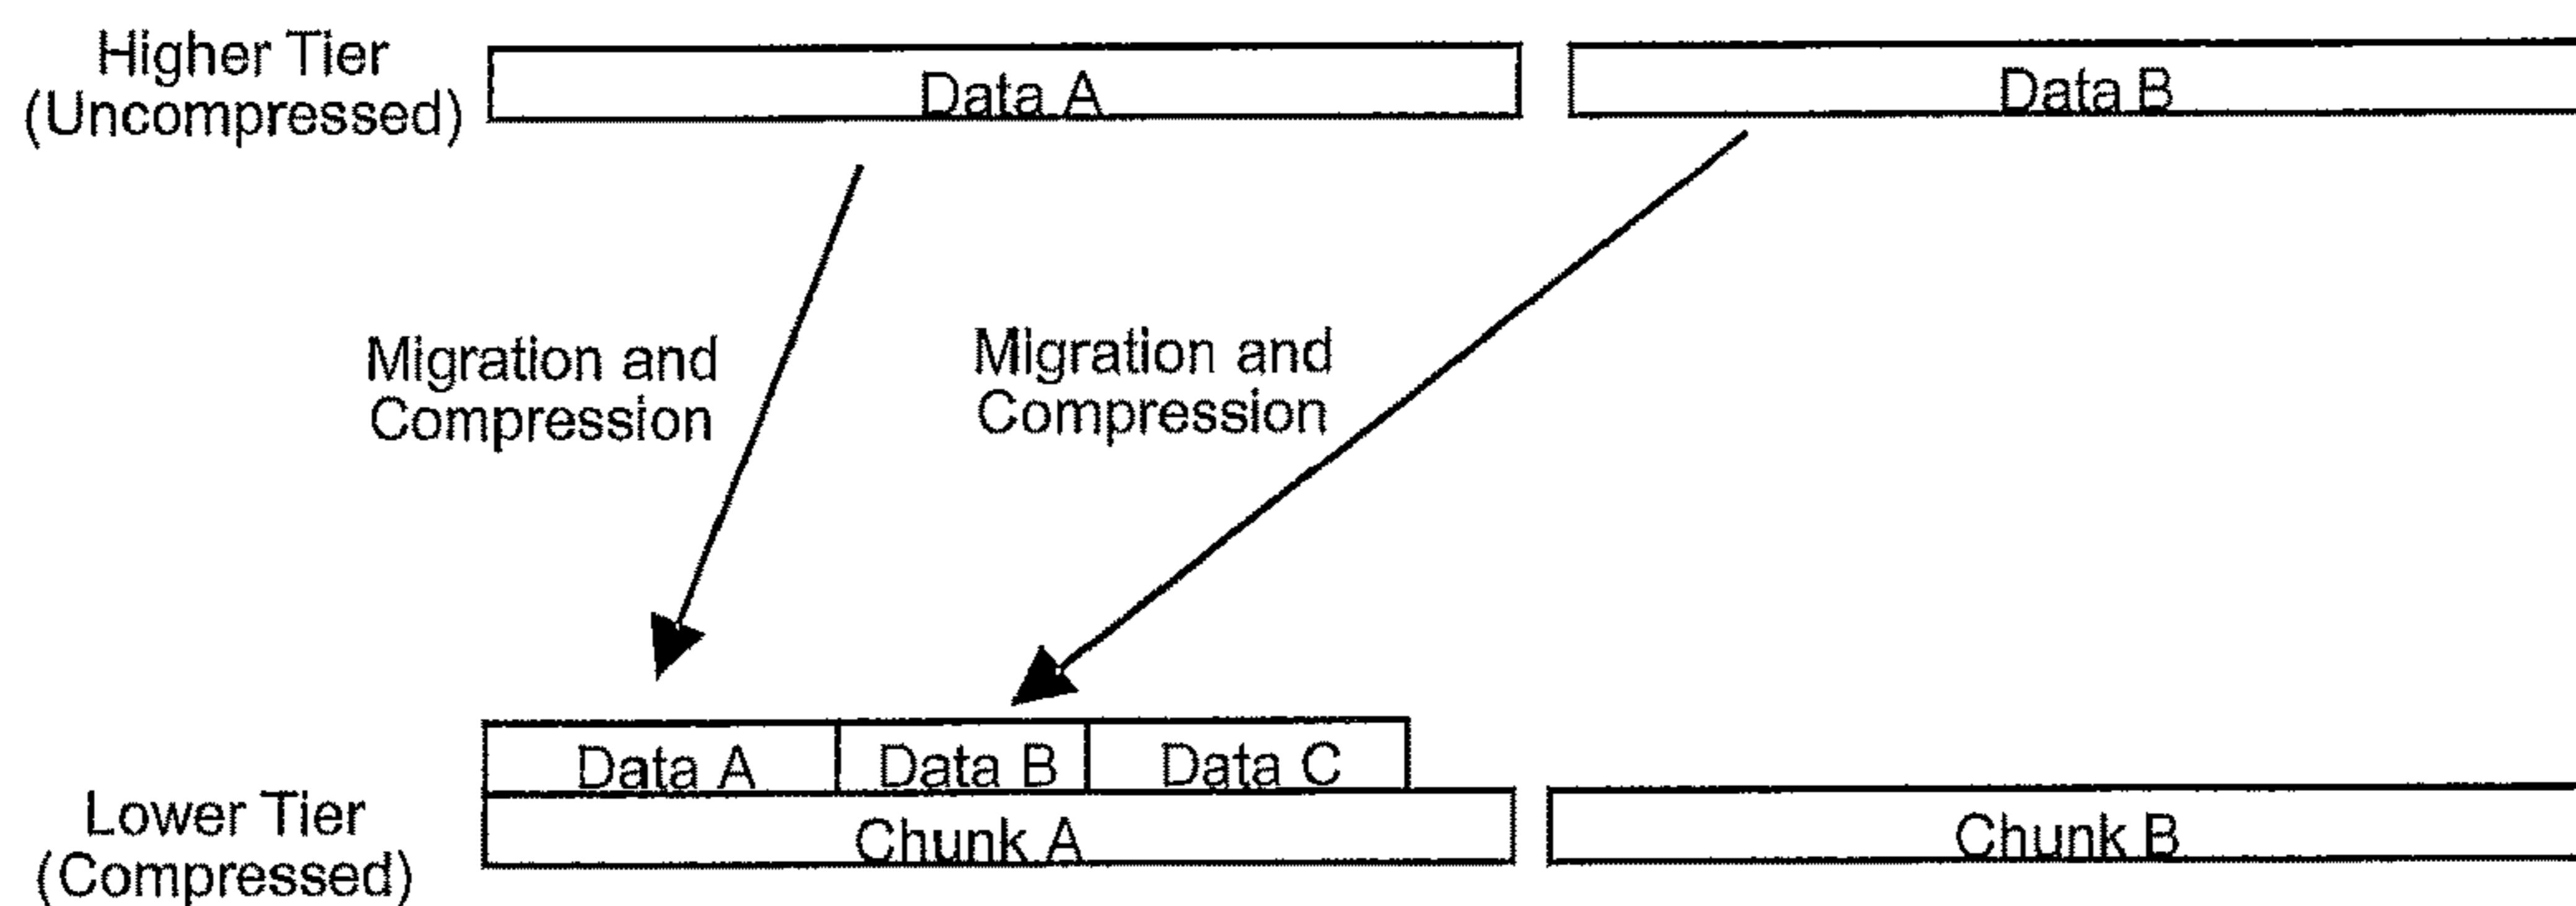 Higher Tier
(Uncompressed)
Data A
Data B
Migration and
Compression
Migration and
Compression
Data A
Data B
Data C
Lower Tier
(Compressed)
Chunk A
Chunk B